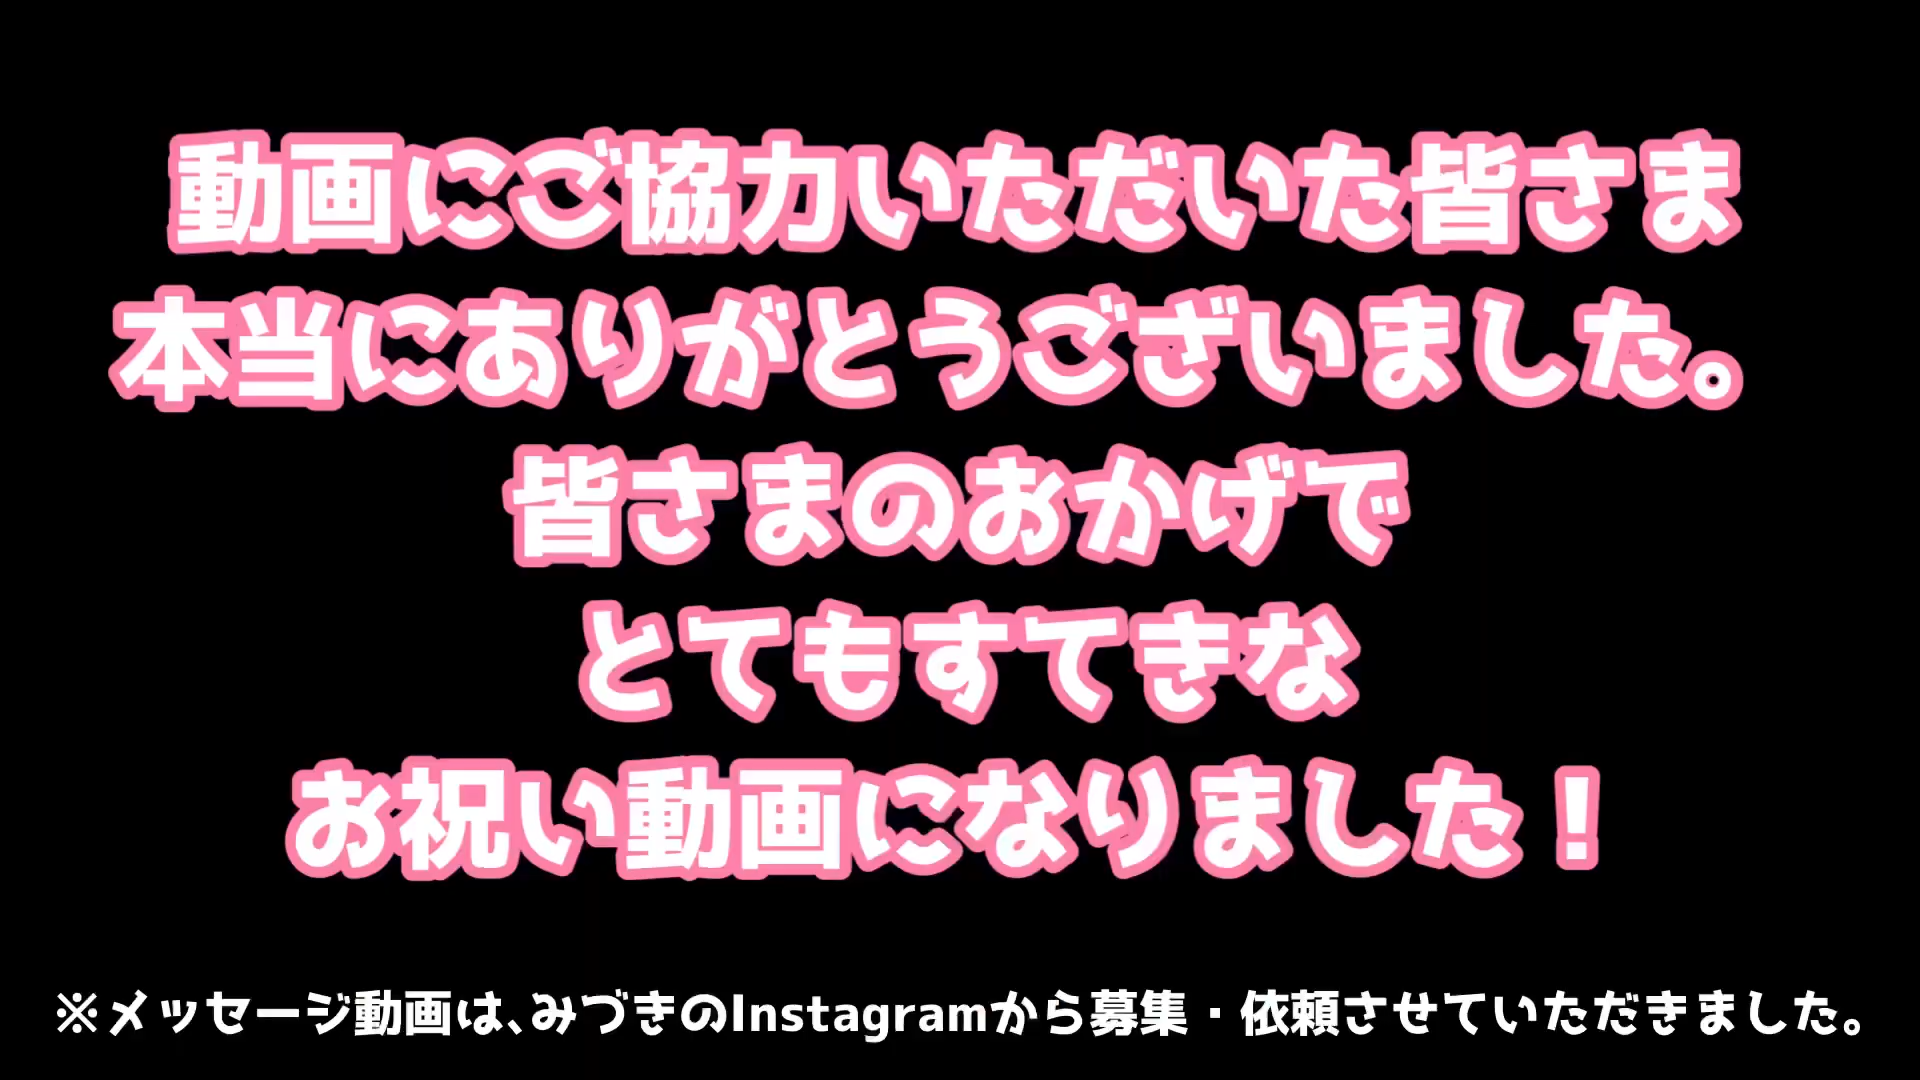 動画にご協力いただいた皆さま
本当にありがとうございました。
皆さまのおかげで
とてもすてきな
お祝い動画になりました！
※メッセージ動画は、みづきのInstagramから募集・依頼させていただきました。